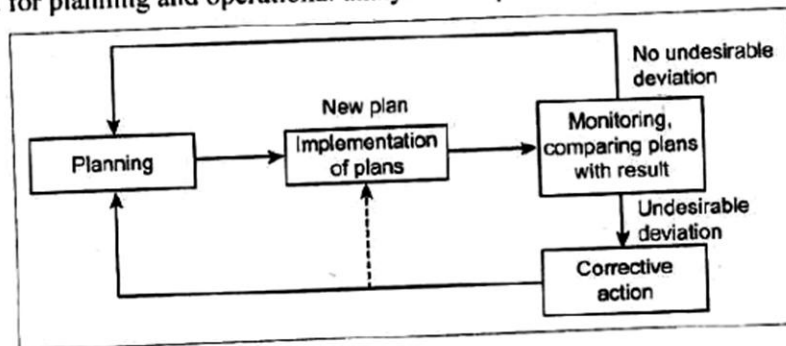 for planning and operational
No undesirable
deviation
New plan
Planning
Implementation
of plans
Monitoring,
comparing plans
with result
Undesirable
deviation
Corrective
action